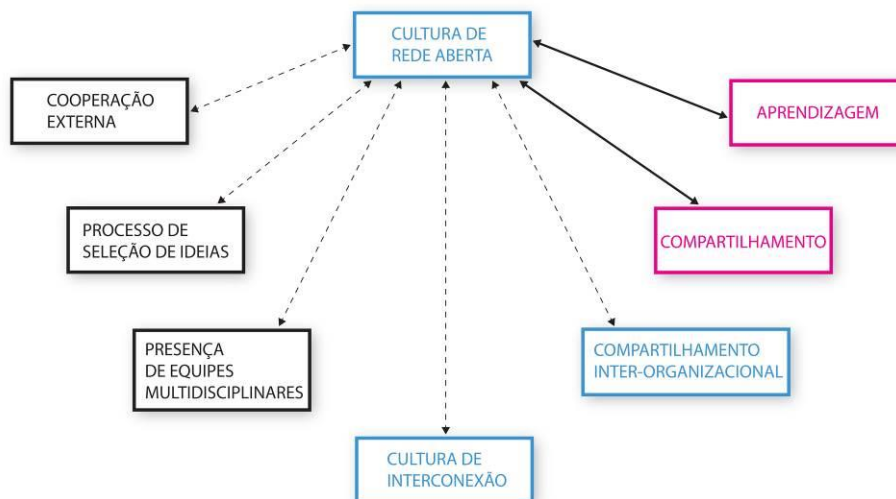 CULTURA DE
REDE ABERTA
COOPERAÇÃO
EXTERNA
APRENDIZAGEM
PROCESSO DE
SELEÇÃO DE IDEIAS
COMPARTILHAMENTO
PRESENÇA
DE EQUIPES
MULTIDISCIPLINARES
COMPARTILHAMENTO
INTER-ORGANIZACIONAL
CULTURA DE
INTERCONEXÃO